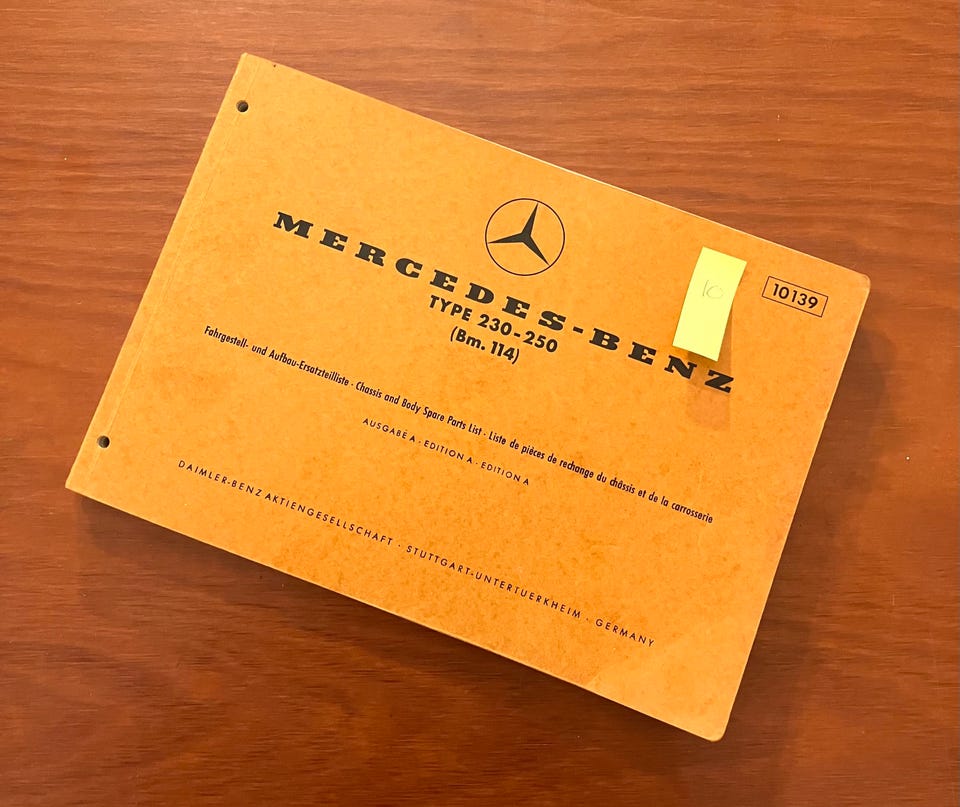 MERCEDES-BENZ
10
10139
TYPE 230-250
(Bm. 114)
Fahrgestell- und Aufbau-Ersatzteilliste · Chassis and Body Spare Parts List · Liste de pièces de rechange du châssis et de la carrosserie
AUSGABE A · EDITION A · EDITION A
DAIMLER-BENZ AKTIENGESELLSCHAFT · STUTTGART-UNTERTUERKHEIM · GERMANY